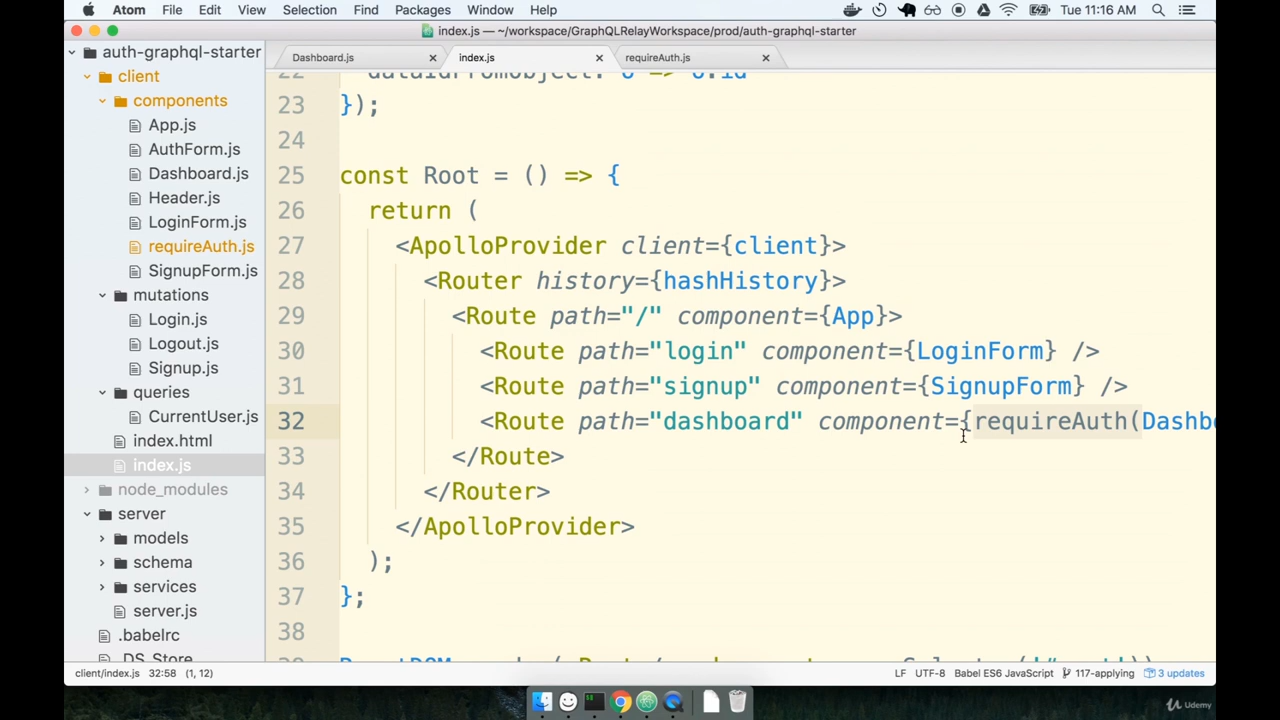 Atom File Edit View Selection Find Packages Window Help Tue 11:16 AM
index.js — ~/workspace/GraphQLRelayWorkspace/prod/auth-graphql-starter
auth-graphql-starter
client
components
App.js
AuthForm.js
Dashboard.js
Header.js
LoginForm.js
requireAuth.js
SignupForm.js
mutations
Login.js
Logout.js
Signup.js
queries
CurrentUser.js
index.html
index.js
node_modules
server
models
schema
services
server.js
.babelrc
.DS_Store
Dashboard.js index.js requireAuth.js
22 dataIdFromObject: o => o.id
23 });
24
25 const Root = () => {
26 return (
27 <ApolloProvider client={client}>
28 <Router history={hashHistory}>
29 <Route path="/" component={App}>
30 <Route path="login" component={LoginForm} />
31 <Route path="signup" component={SignupForm} />
32 <Route path="dashboard" component={requireAuth(Dashbo
33 </Route>
34 </Router>
35 </ApolloProvider>
36 );
37 };
38
client/index.js 32:58 (1, 12) LF UTF-8 Babel ES6 JavaScript 117-applying 3 updates
Udemy